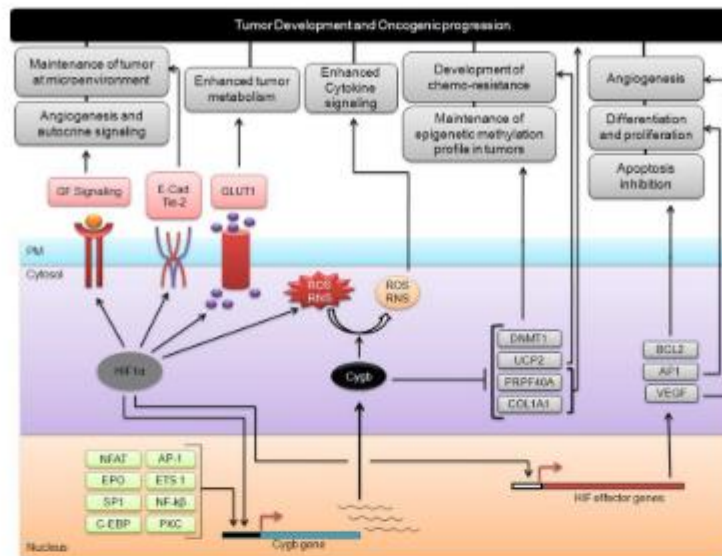 Tumor Development and Oncogenic progression
Maintenance of tumor
at microenvironment
Angiogenesis and
autocrine signaling
Enhanced tumor
metabolism
Enhanced
Cytokine
signaling
Development of
chemo-resistance
Maintenance of
epigenetic methylation
profile in tumors
Angiogenesis
Differentiation
and proliferation
Apoptosis
inhibition
GF Signaling
E-Cad
Tie-2
GLUT1
PM
Cytosol
ROS
RNS
ROS
RNS
HIF1α
Cygb
DNMT1
UCP2
PRPF40A
COL1A1
BCL2
AP1
VEGF
NFAT
AP-1
EPO
ETS 1
SP1
NF-kβ
C-EBP
PKC
HIF effector genes
Cygb gene
Nucleus